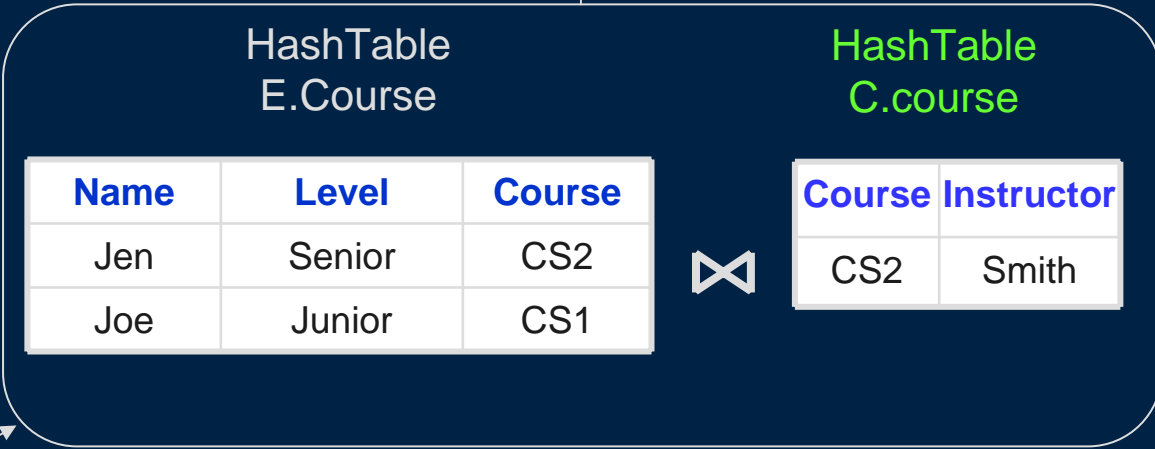 HashTable
E.Course
HashTable
C.course
Name Level Course
Jen Senior CS2
Joe Junior CS1
⋈
Course Instructor
CS2 Smith